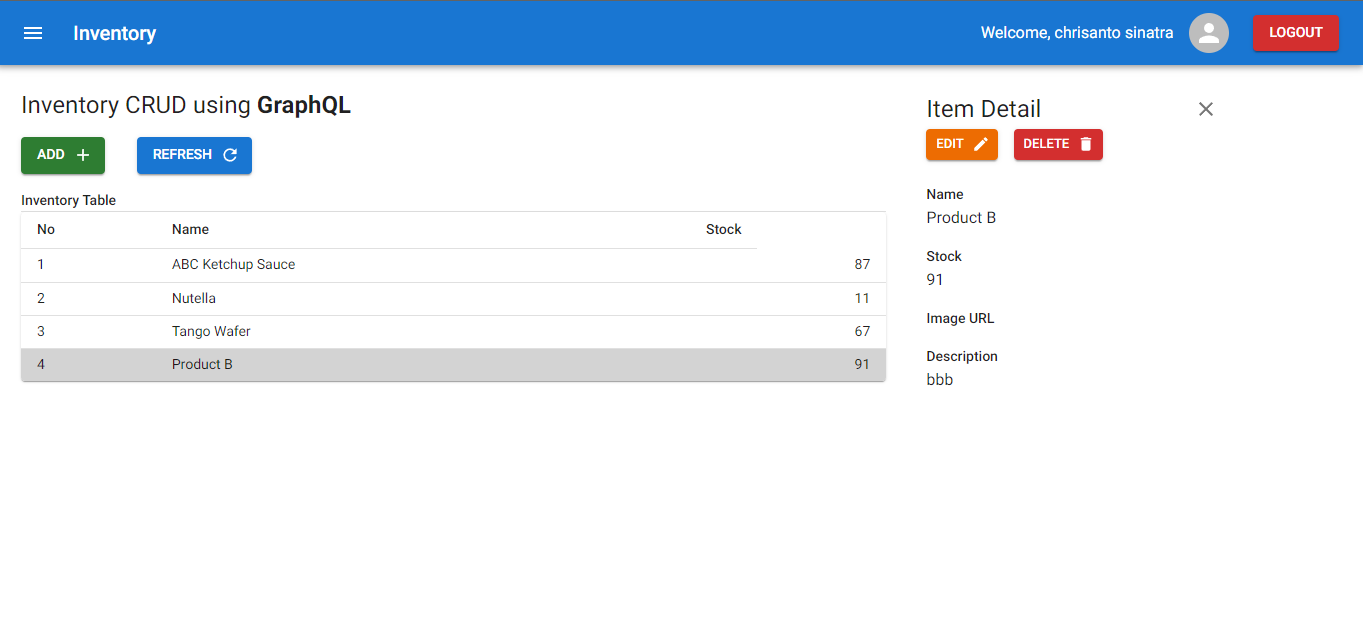 Inventory
Welcome, chrisanto sinatra
LOGOUT
Inventory CRUD using GraphQL
ADD
REFRESH
Inventory Table
No Name Stock
1 ABC Ketchup Sauce 87
2 Nutella 11
3 Tango Wafer 67
4 Product B 91
Item Detail
EDIT
DELETE
Name
Product B
Stock
91
Image URL
Description
bbb